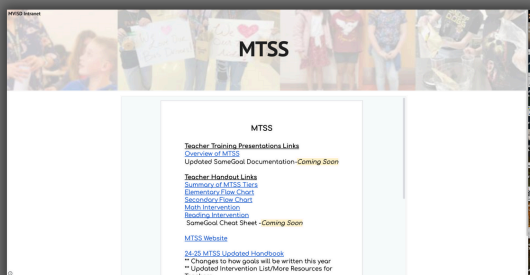 MVISD Intranet
MTSS
MTSS
Teacher Training Presentations Links
Overview of MTSS
Updated SameGoal Documentation-Coming Soon
Teacher Handout Links
Summary of MTSS Tiers
Elementary Flow Chart
Secondary Flow Chart
Math Intervention
Reading Intervention
SameGoal Cheat Sheet -Coming Soon
MTSS Website
24-25 MTSS Updated Handbook
** Changes to how goals will be written this year
** Updated Intervention List/More Resources for